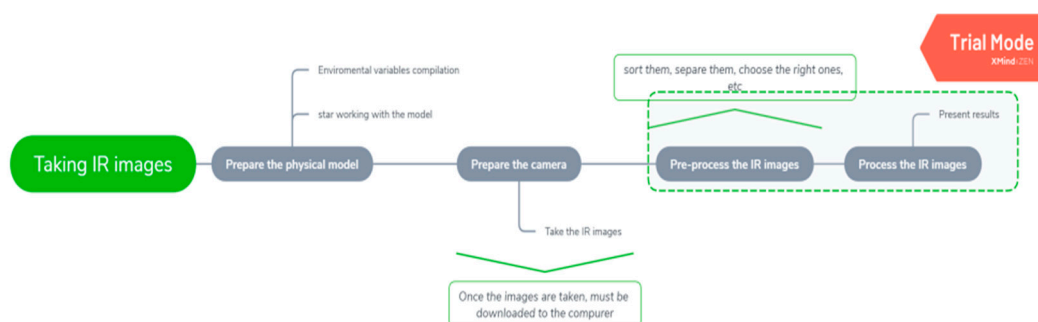 Trial Mode
XMind:ZEN
sort them, separe them, choose the right ones,
etc
Enviromental variables compilation
star working with the model
Present results
Taking IR images
Prepare the physical model
Prepare the camera
Pre-process the IR images
Process the IR images
Take the IR images
Once the images are taken, must be
downloaded to the compurer